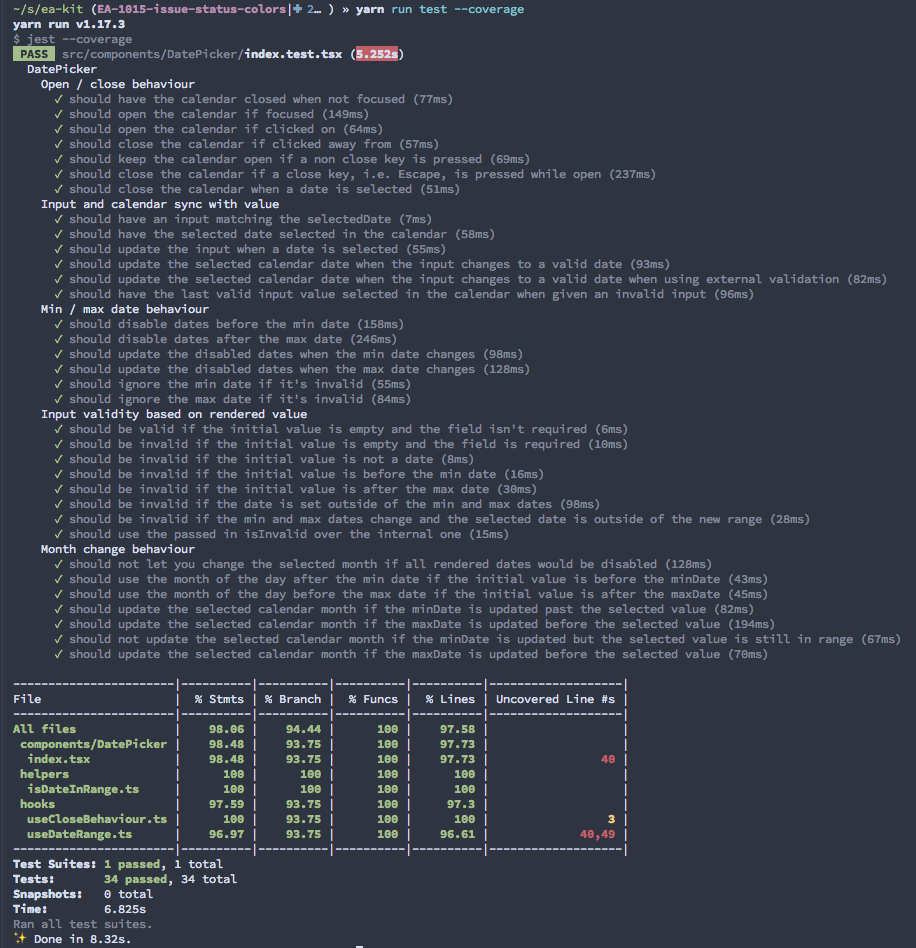 ~/s/ea-kit (EA-1015-issue-status-colors|✚ 2… ) » yarn run test --coverage
yarn run v1.17.3
$ jest --coverage
PASS src/components/DatePicker/index.test.tsx (5.252s)
DatePicker
Open / close behaviour
✓ should have the calendar closed when not focused (77ms)
✓ should open the calendar if focused (149ms)
✓ should open the calendar if clicked on (64ms)
✓ should close the calendar if clicked away from (57ms)
✓ should keep the calendar open if a non close key is pressed (69ms)
✓ should close the calendar if a close key, i.e. Escape, is pressed while open (237ms)
✓ should close the calendar when a date is selected (51ms)
Input and calendar sync with value
✓ should have an input matching the selectedDate (7ms)
✓ should have the selected date selected in the calendar (58ms)
✓ should update the input when a date is selected (55ms)
✓ should update the selected calendar date when the input changes to a valid date (93ms)
✓ should update the selected calendar date when the input changes to a valid date when using external validation (82ms)
✓ should have the last valid input value selected in the calendar when given an invalid input (96ms)
Min / max date behaviour
✓ should disable dates before the min date (158ms)
✓ should disable dates after the max date (246ms)
✓ should update the disabled dates when the min date changes (98ms)
✓ should update the disabled dates when the max date changes (128ms)
✓ should ignore the min date if it's invalid (55ms)
✓ should ignore the max date if it's invalid (84ms)
Input validity based on rendered value
✓ should be valid if the initial value is empty and the field isn't required (6ms)
✓ should be invalid if the initial value is empty and the field is required (10ms)
✓ should be invalid if the initial value is not a date (8ms)
✓ should be invalid if the initial value is before the min date (16ms)
✓ should be invalid if the initial value is after the max date (30ms)
✓ should be invalid if the date is set outside of the min and max dates (98ms)
✓ should be invalid if the min and max dates change and the selected date is outside of the new range (28ms)
✓ should use the passed in isInvalid over the internal one (15ms)
Month change behaviour
✓ should not let you change the selected month if all rendered dates would be disabled (128ms)
✓ should use the month of the day after the min date if the initial value is before the minDate (43ms)
✓ should use the month of the day before the max date if the initial value is after the maxDate (45ms)
✓ should update the selected calendar month if the minDate is updated past the selected value (82ms)
✓ should update the selected calendar month if the maxDate is updated before the selected value (194ms)
✓ should not update the selected calendar month if the minDate is updated but the selected value is still in range (67ms)
✓ should update the selected calendar month if the maxDate is updated before the selected value (70ms)
-----------------------|----------|----------|----------|----------|-------------------|
File | % Stmts | % Branch | % Funcs | % Lines | Uncovered Line #s |
-----------------------|----------|----------|----------|----------|-------------------|
All files | 98.06 | 94.44 | 100 | 97.58 | |
components/DatePicker | 98.48 | 93.75 | 100 | 97.73 | |
index.tsx | 98.48 | 93.75 | 100 | 97.73 | 40 |
helpers | 100 | 100 | 100 | 100 | |
isDateInRange.ts | 100 | 100 | 100 | 100 | |
hooks | 97.59 | 93.75 | 100 | 97.3 | |
useCloseBehaviour.ts | 100 | 93.75 | 100 | 100 | 3 |
useDateRange.ts | 96.97 | 93.75 | 100 | 96.61 | 40,49 |
-----------------------|----------|----------|----------|----------|-------------------|
Test Suites: 1 passed, 1 total
Tests: 34 passed, 34 total
Snapshots: 0 total
Time: 6.825s
Ran all test suites.
✨ Done in 8.32s.